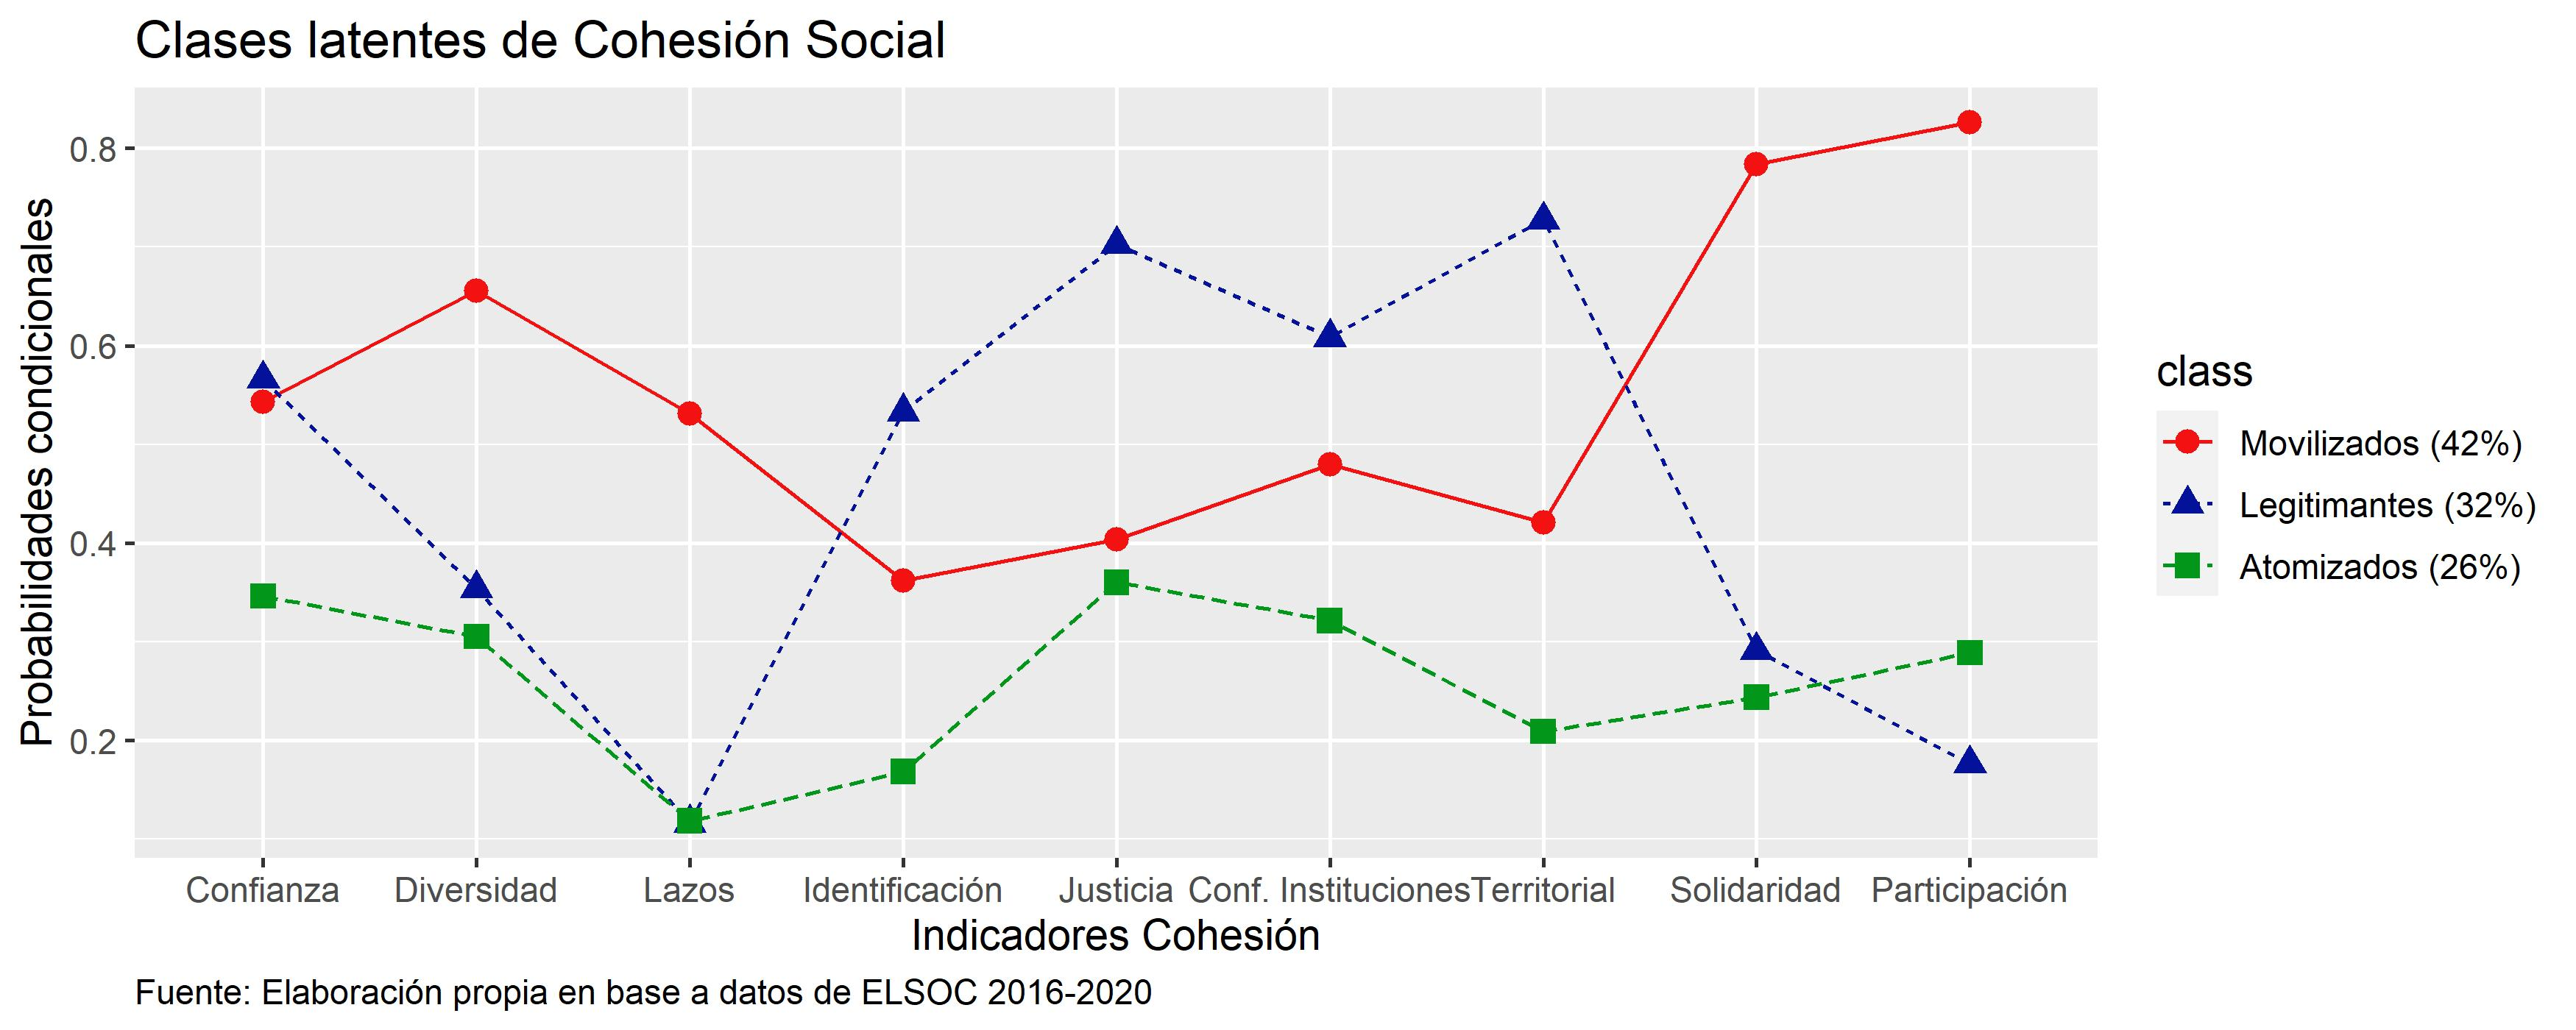 Clases latentes de Cohesión Social
Probabilidades condicionales
0.8
0.6
0.4
0.2
Confianza Diversidad Lazos Identificación Justicia Conf. Instituciones Territorial Solidaridad Participación
Indicadores Cohesión
Fuente: Elaboración propia en base a datos de ELSOC 2016-2020
class
Movilizados (42%)
Legitimantes (32%)
Atomizados (26%)